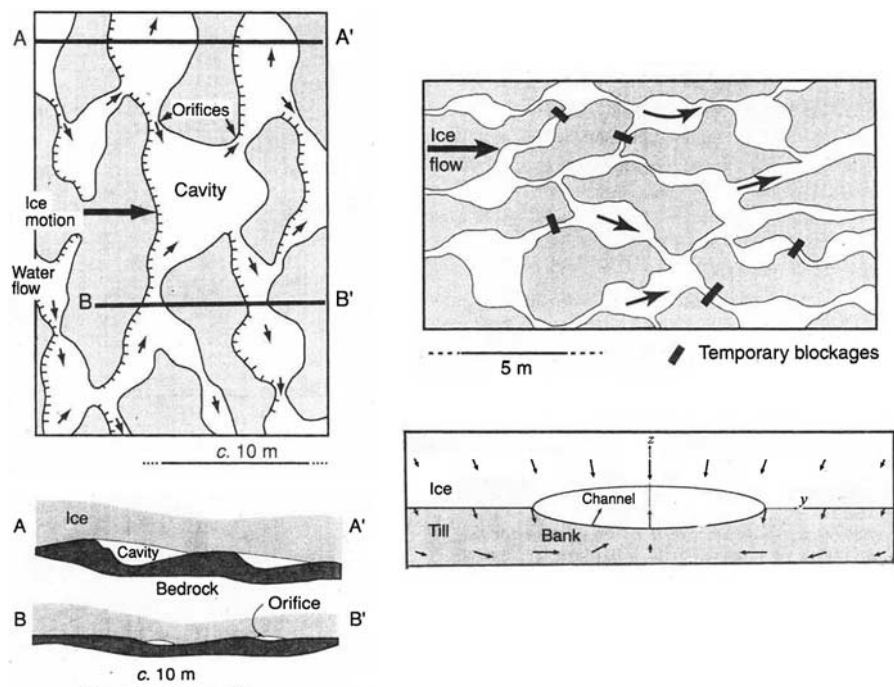 A
A'
Orifices
Cavity
Ice
motion
Water
flow
B
B'
c. 10 m
A
A'
Ice
Cavity
Bedrock
B
B'
Orifice
c. 10 m
Ice
flow
5 m
Temporary blockages
z
Ice
Channel
y
Till
Bank